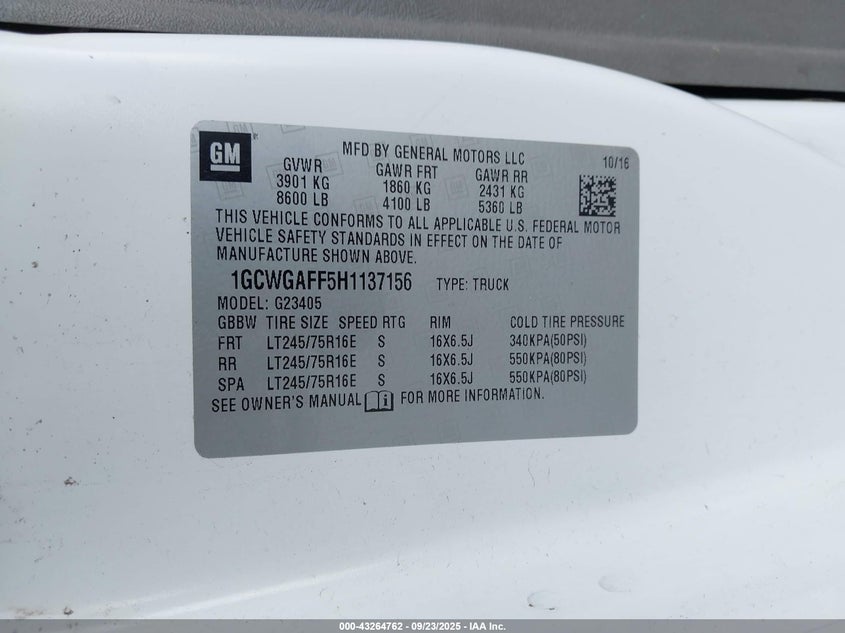 GM
MFD BY GENERAL MOTORS LLC
10/16
GVWR GAWR FRT GAWR RR
3901 KG 1860 KG 2431 KG
8600 LB 4100 LB 5360 LB
THIS VEHICLE CONFORMS TO ALL APPLICABLE U.S. FEDERAL MOTOR
VEHICLE SAFETY STANDARDS IN EFFECT ON THE DATE OF
MANUFACTURE SHOWN ABOVE.
1GCWGAFF5H1137156 TYPE: TRUCK
MODEL: G23405
GBBW TIRE SIZE SPEED RTG RIM COLD TIRE PRESSURE
FRT LT245/75R16E S 16X6.5J 340KPA(50PSI)
RR LT245/75R16E S 16X6.5J 550KPA(80PSI)
SPA LT245/75R16E S 16X6.5J 550KPA(80PSI)
SEE OWNER'S MANUAL i FOR MORE INFORMATION.
000-43264762 - 09/23/2025 - IAA Inc.